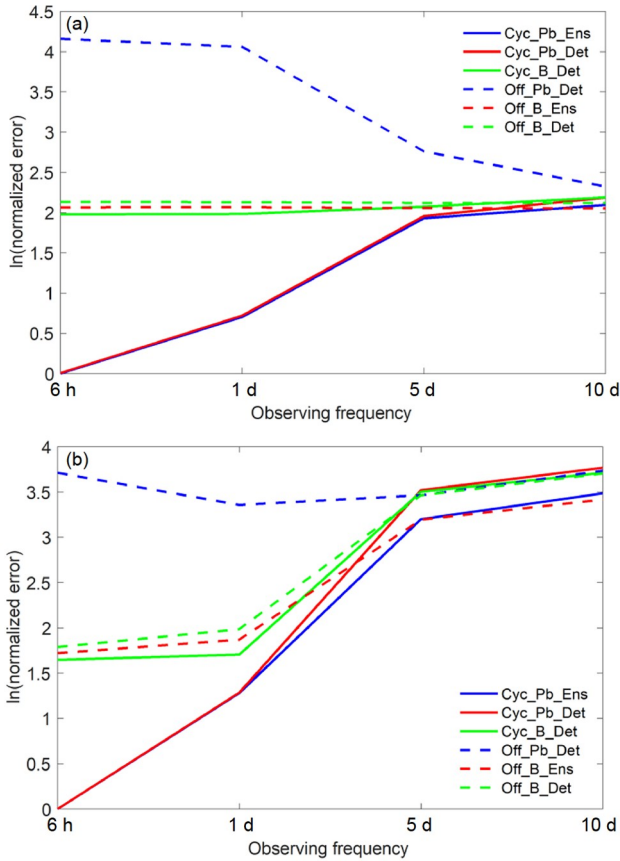 (a)
4.5
4
3.5
3
2.5
2
1.5
1
0.5
0
ln(normalized error)
Cyc_Pb_Ens
Cyc_Pb_Det
Cyc_B_Det
Off_Pb_Det
Off_B_Ens
Off_B_Det
6 h 1 d 5 d 10 d
Observing frequency
(b)
4
3.5
3
2.5
2
1.5
1
0.5
0
ln(normalized error)
Cyc_Pb_Ens
Cyc_Pb_Det
Cyc_B_Det
Off_Pb_Det
Off_B_Ens
Off_B_Det
6 h 1 d 5 d 10 d
Observing frequency